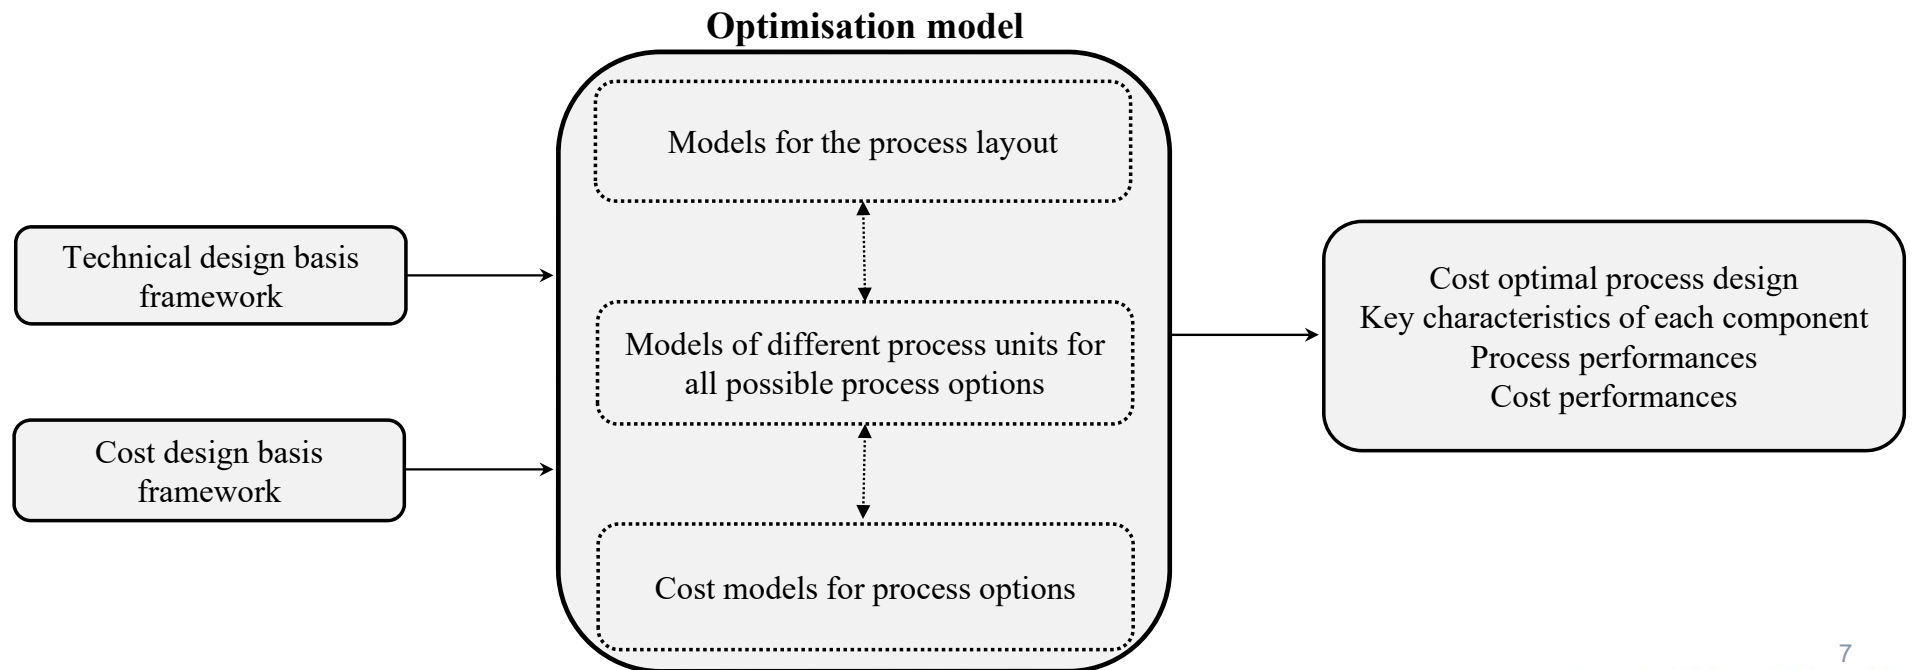 Optimisation model
Models for the process layout
Technical design basis
framework
Models of different process units for
all possible process options
Cost design basis
framework
Cost models for process options
Cost optimal process design
Key characteristics of each component
Process performances
Cost performances
7